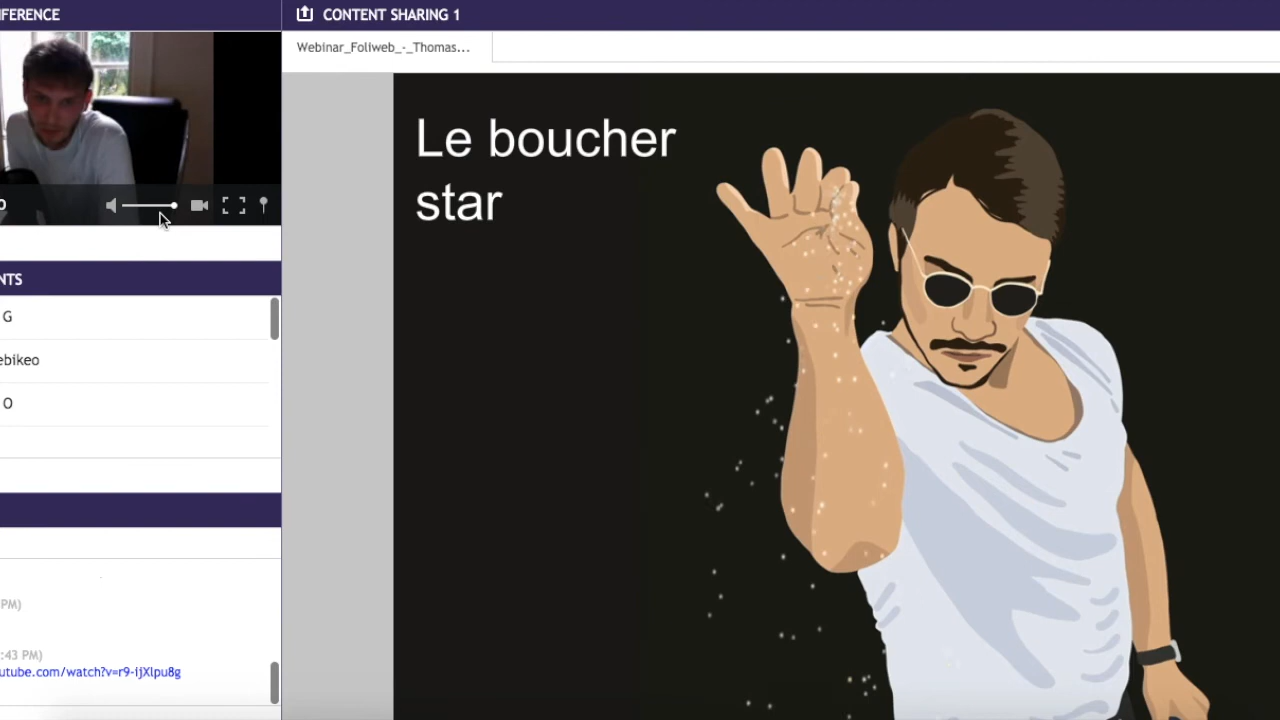 FERENCE
CONTENT SHARING 1
Webinar_Foliweb_-_Thomas...
Le boucher
star
NTS
G
ebikeo
O
PM)
:43 PM)
utube.com/watch?v=r9-ijXlpu8g